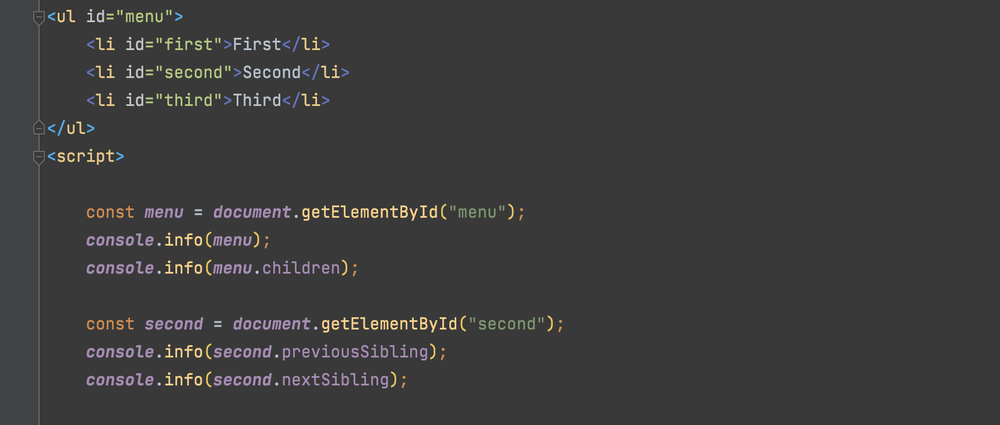 <ul id="menu">
    <li id="first">First</li>
    <li id="second">Second</li>
    <li id="third">Third</li>
</ul>
<script>
    const menu = document.getElementById("menu");
    console.info(menu);
    console.info(menu.children);
    const second = document.getElementById("second");
    console.info(second.previousSibling);
    console.info(second.nextSibling);